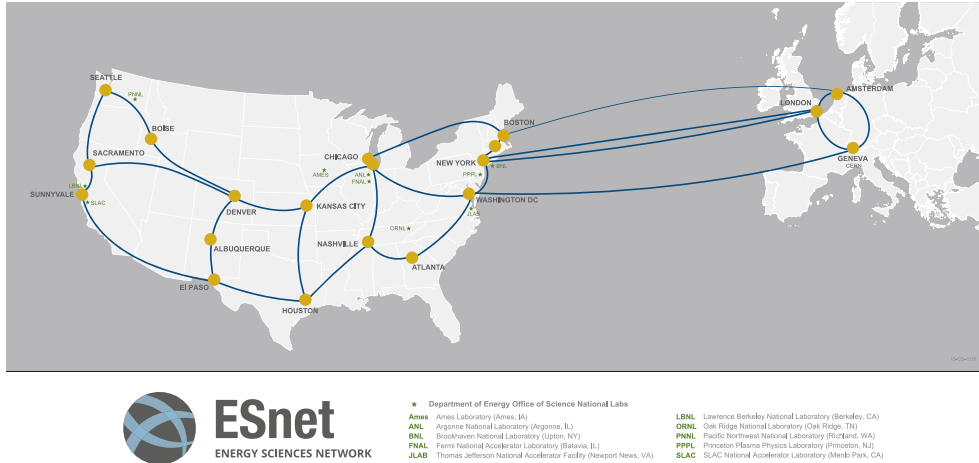 SEATTLE
PNNL
BOISE
SACRAMENTO
LBNL
SUNNYVALE
SLAC
DENVER
ALBUQUERQUE
El PASO
HOUSTON
KANSAS CITY
AMES
CHICAGO
ANL
FNAL
NASHVILLE
ORNL
ATLANTA
BOSTON
NEW YORK
BNL
PPPL
WASHINGTON DC
JLAB
LONDON
AMSTERDAM
GENEVA
CERN
ESnet
ENERGY SCIENCES NETWORK
Department of Energy Office of Science National Labs
Ames Ames Laboratory (Ames, IA)
ANL Argonne National Laboratory (Argonne, IL)
BNL Brookhaven National Laboratory (Upton, NY)
FNAL Fermi National Accelerator Laboratory (Batavia, IL)
JLAB Thomas Jefferson National Accelerator Facility (Newport News, VA)
LBNL Lawrence Berkeley National Laboratory (Berkeley, CA)
ORNL Oak Ridge National Laboratory (Oak Ridge, TN)
PNNL Pacific Northwest National Laboratory (Richland, WA)
PPPL Princeton Plasma Physics Laboratory (Princeton, NJ)
SLAC SLAC National Accelerator Laboratory (Menlo Park, CA)